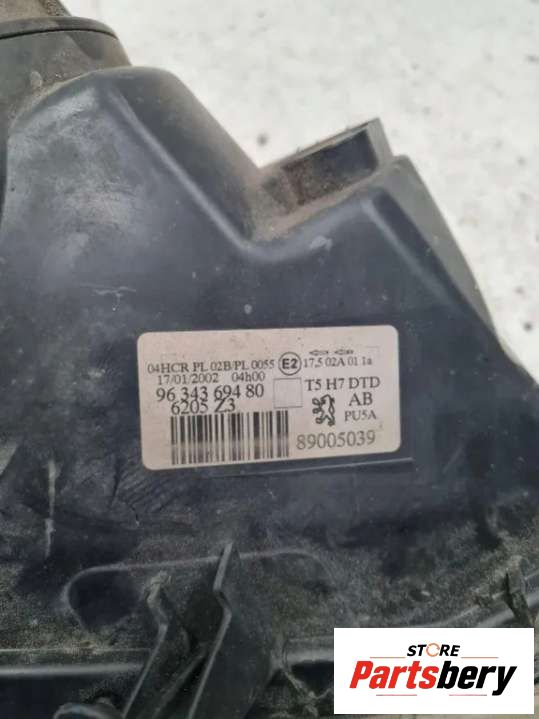 04HCR PL 02B/PL 0055 E2 17,5 02A 01 1a
17/01/2002 04h00
96 343 694 80 T5 H7 DTD
6205 Z3 AB
PU5A
89005039
STORE
Partsbery